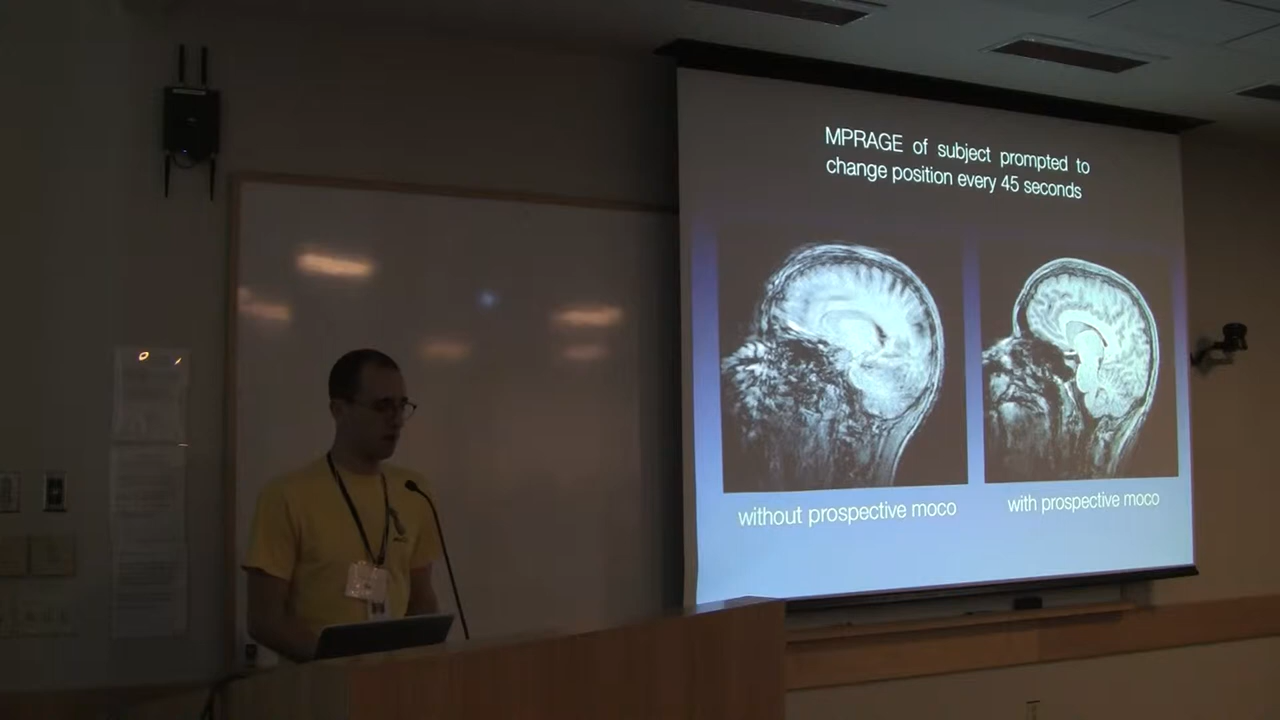 MPRAGE of subject prompted to
change position every 45 seconds
without prospective moco
with prospective moco